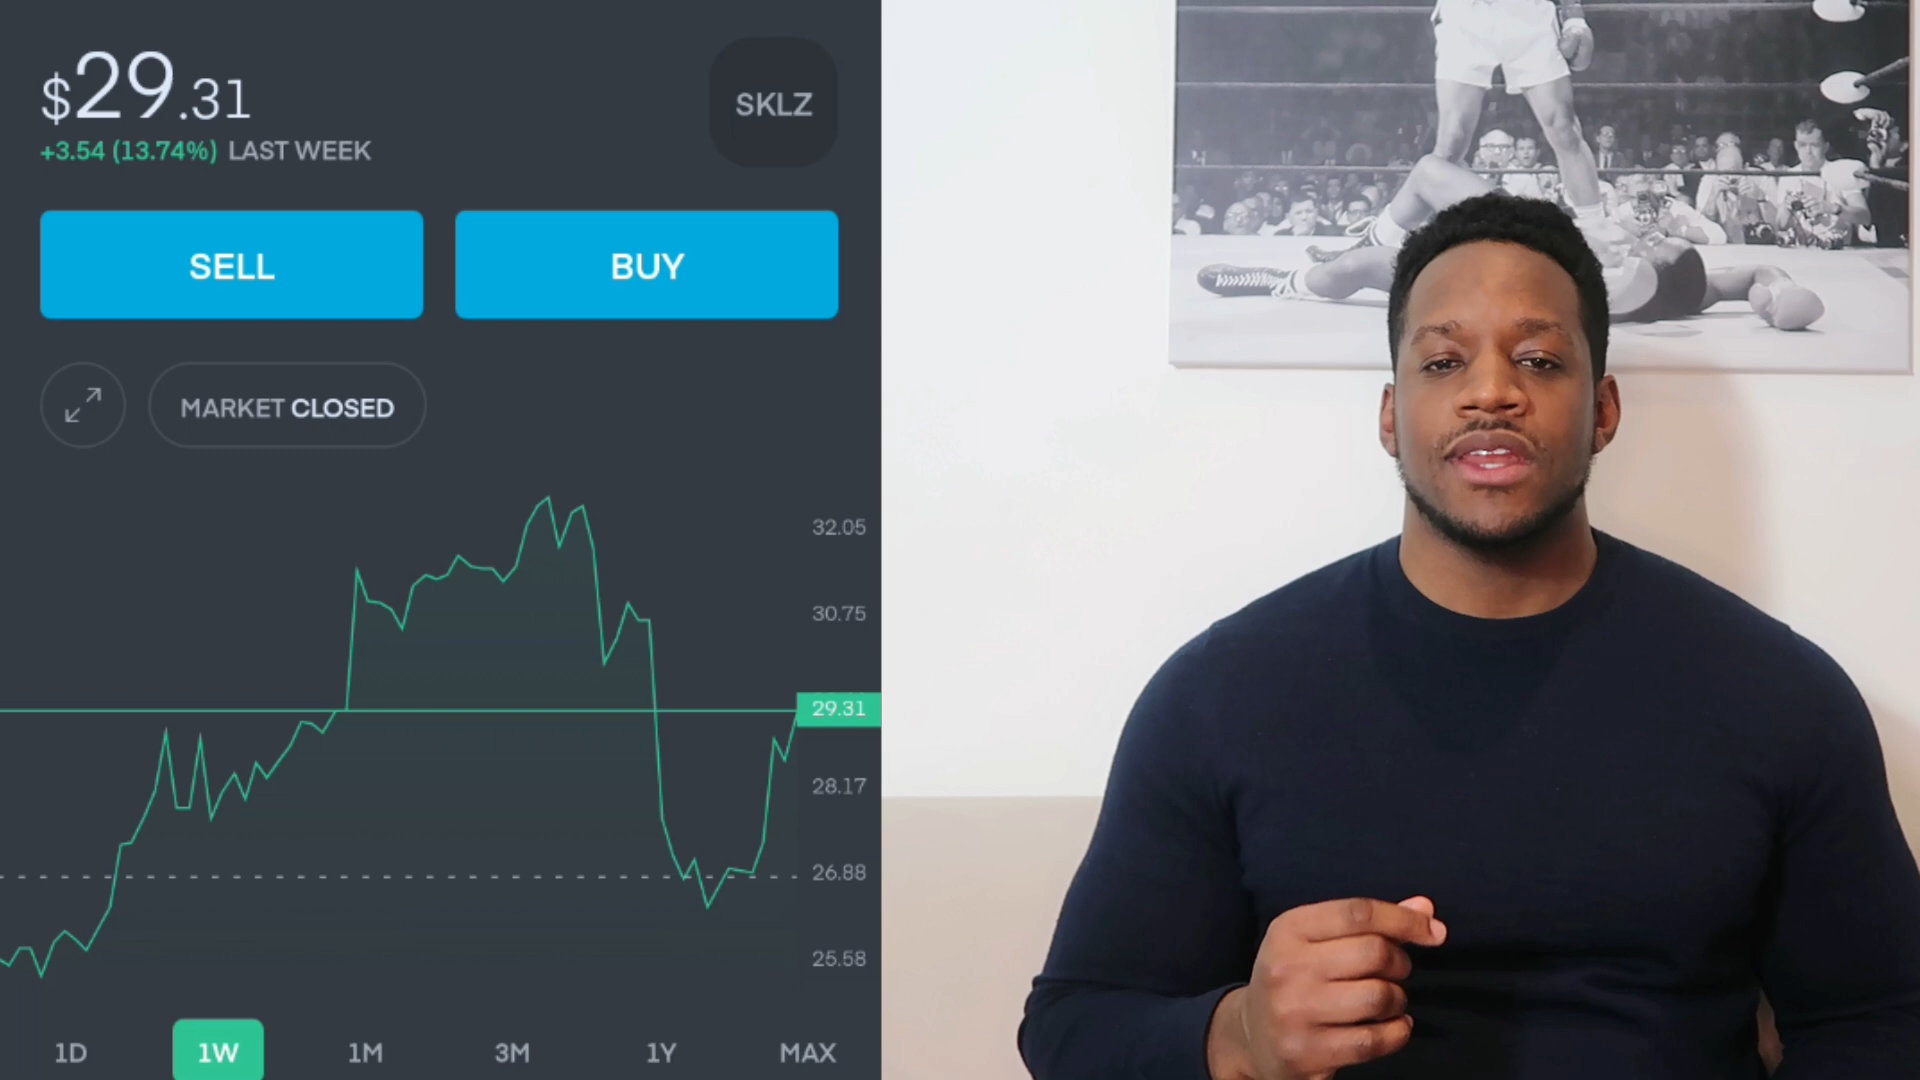 $29.31
SKLZ
+3.54 (13.74%) LAST WEEK
SELL
BUY
MARKET CLOSED
32.05
30.75
29.31
28.17
26.88
25.58
1D
1W
1M
3M
1Y
MAX